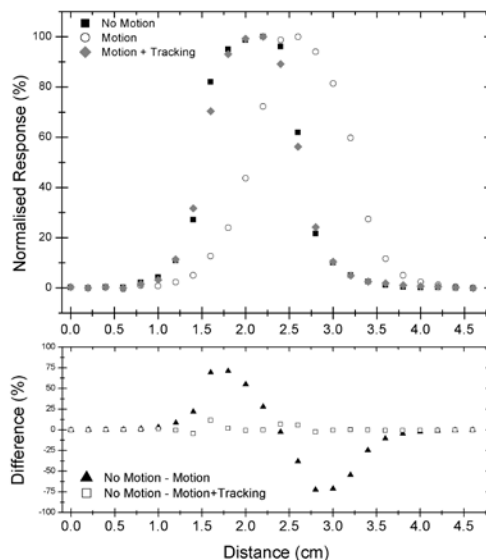 No Motion
Motion
Motion + Tracking
Normalised Response (%)
100
80
60
40
20
0
0.0 0.5 1.0 1.5 2.0 2.5 3.0 3.5 4.0 4.5
Difference (%)
100
75
50
25
0
-25
-50
-75
-100
No Motion - Motion
No Motion - Motion+Tracking
0.0 0.5 1.0 1.5 2.0 2.5 3.0 3.5 4.0 4.5
Distance (cm)